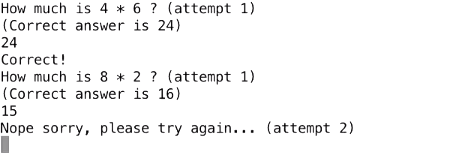 How much is 4 * 6 ? (attempt 1)
(Correct answer is 24)
24
Correct!
How much is 8 * 2 ? (attempt 1)
(Correct answer is 16)
15
Nope sorry, please try again... (attempt 2)